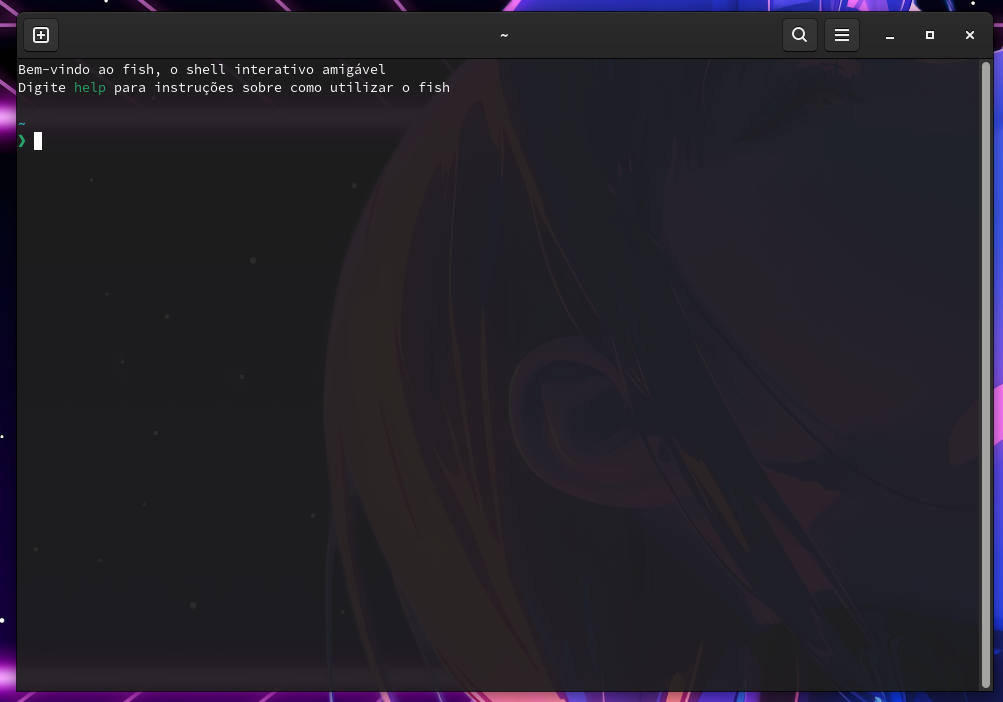 ~
Bem-vindo ao fish, o shell interativo amigável
Digite help para instruções sobre como utilizar o fish
~
❯